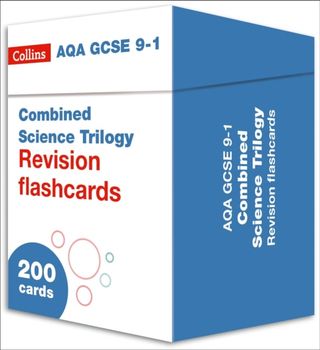 Collins AQA GCSE 9-1
Combined
Science Trilogy
Revision
flashcards
200
cards
AQA GCSE 9-1
Combined
Science Trilogy
Revision flashcards